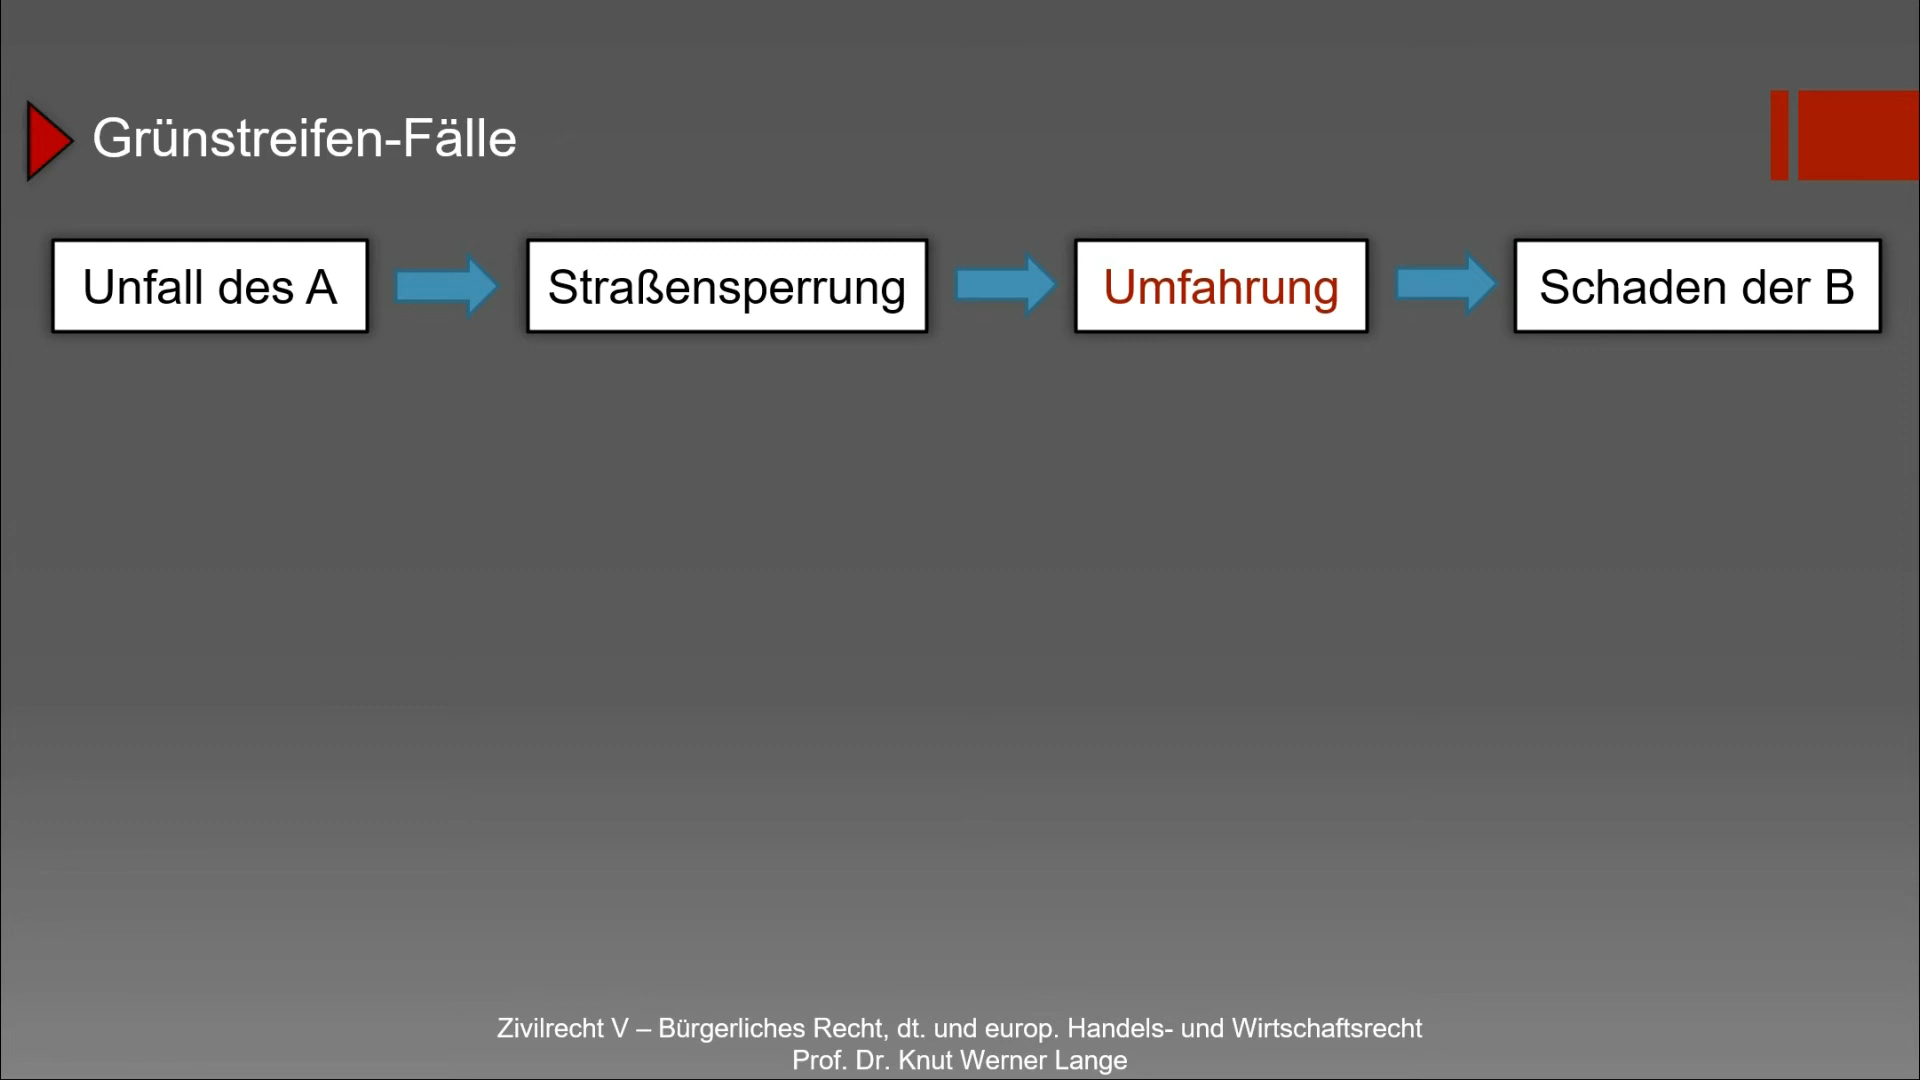 Grünstreifen-Fälle
Unfall des A
Straßensperrung
Umfahrung
Schaden der B
Zivilrecht V – Bürgerliches Recht, dt. und europ. Handels- und Wirtschaftsrecht
Prof. Dr. Knut Werner Lange